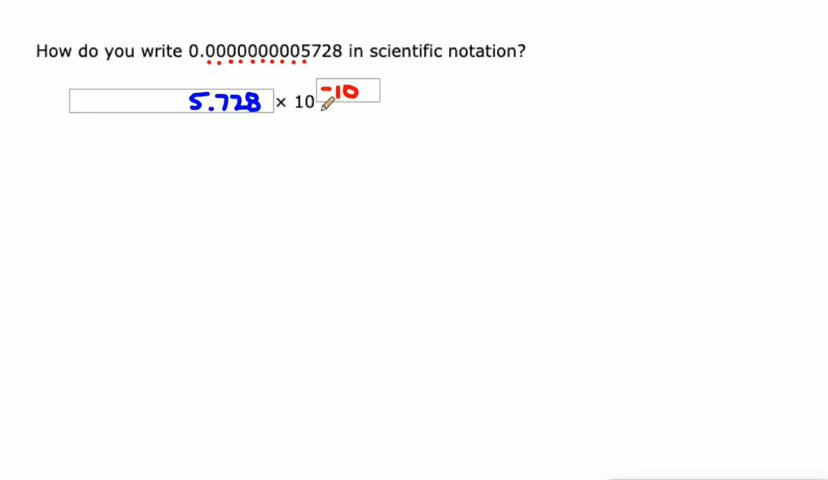 How do you write 0.0000000005728 in scientific notation?
5.728 × 10 -10